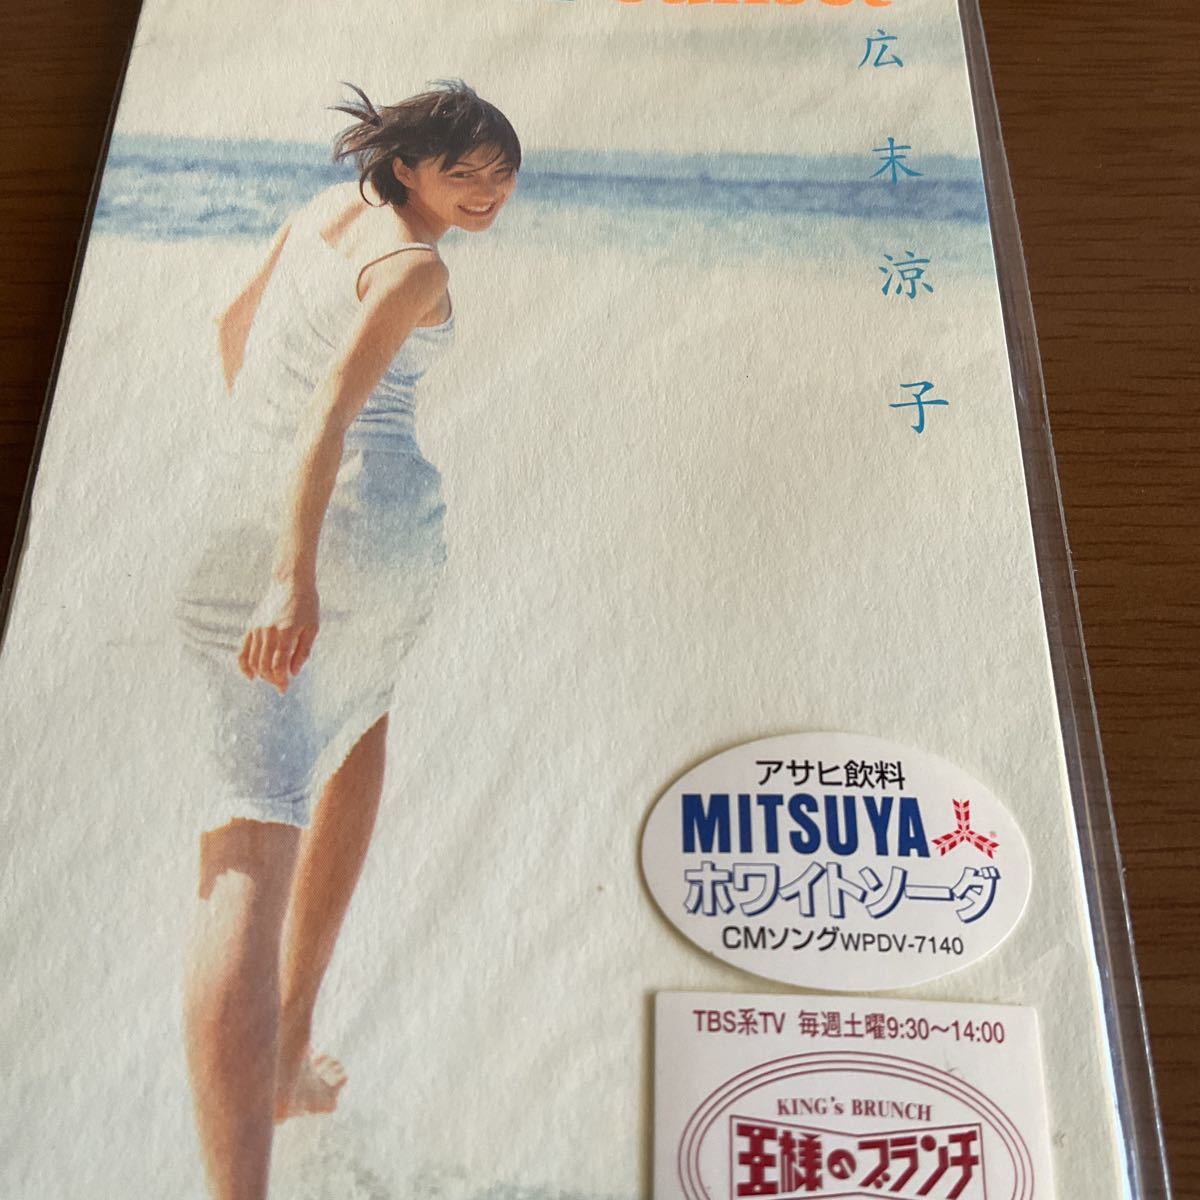 sunset
広末涼子
アサヒ飲料
MITSUYA
®
ホワイトソーダ
CMソングWPDV-7140
TBS系TV 毎週土曜9:30〜14:00
KING's BRUNCH
王様のブランチ